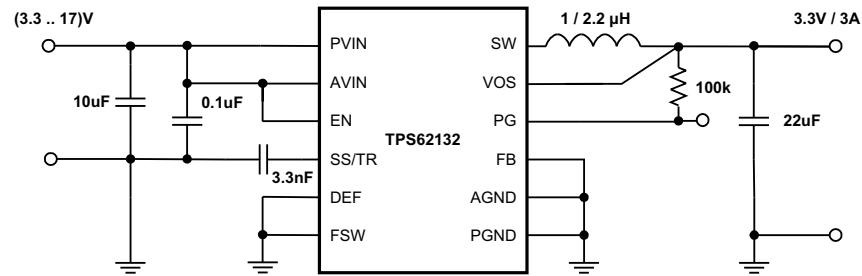 (3.3 .. 17)V
1 / 2.2 µH
3.3V / 3A
PVIN
SW
AVIN
VOS
100k
10uF
0.1uF
EN
PG
22uF
TPS62132
SS/TR
FB
3.3nF
DEF
AGND
FSW
PGND